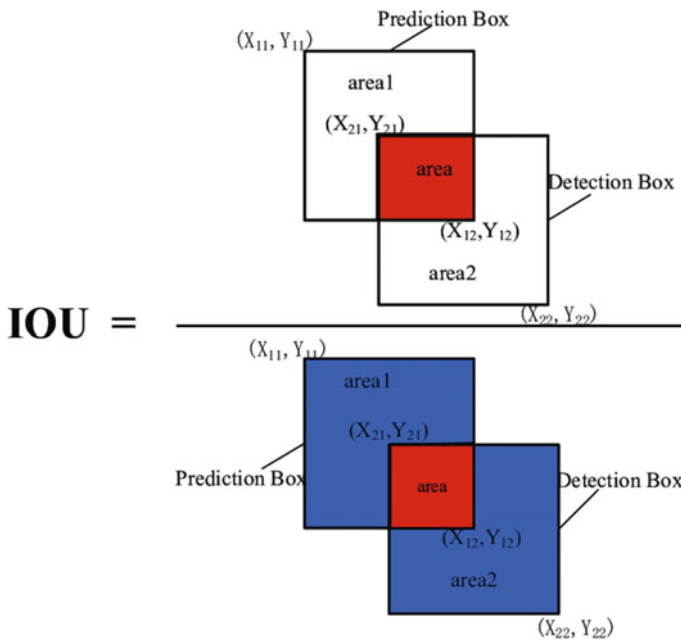 Prediction Box
(X₁₁, Y₁₁)
area1
(X₂₁,Y₂₁)
area
Detection Box
(X₁₂,Y₁₂)
area2
(X₂₂, Y₂₂)
IOU =
(X₁₁, Y₁₁)
area1
(X₂₁,Y₂₁)
Prediction Box
area
Detection Box
(X₁₂,Y₁₂)
area2
(X₂₂, Y₂₂)